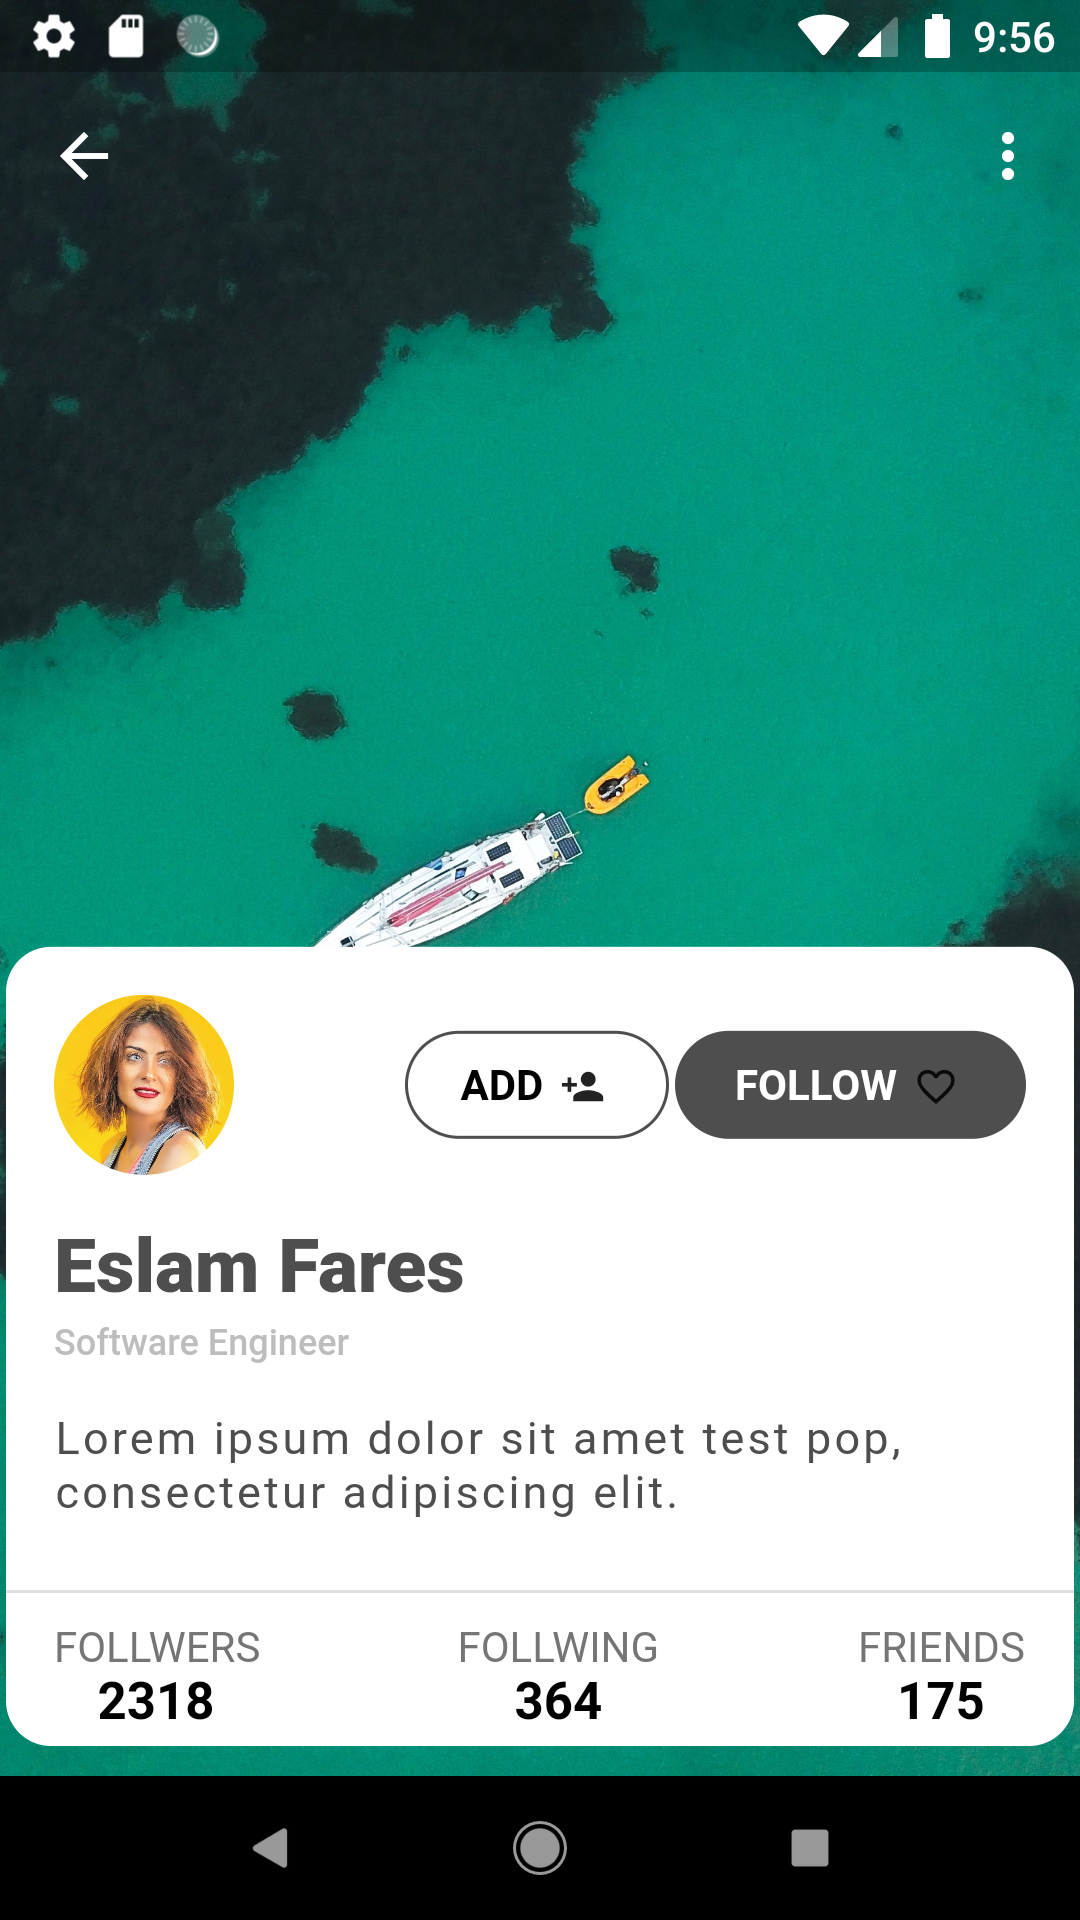 9:56
ADD
FOLLOW
Eslam Fares
Software Engineer
Lorem ipsum dolor sit amet test pop,
consectetur adipiscing elit.
FOLLWERS FOLLWING FRIENDS
2318 364 175